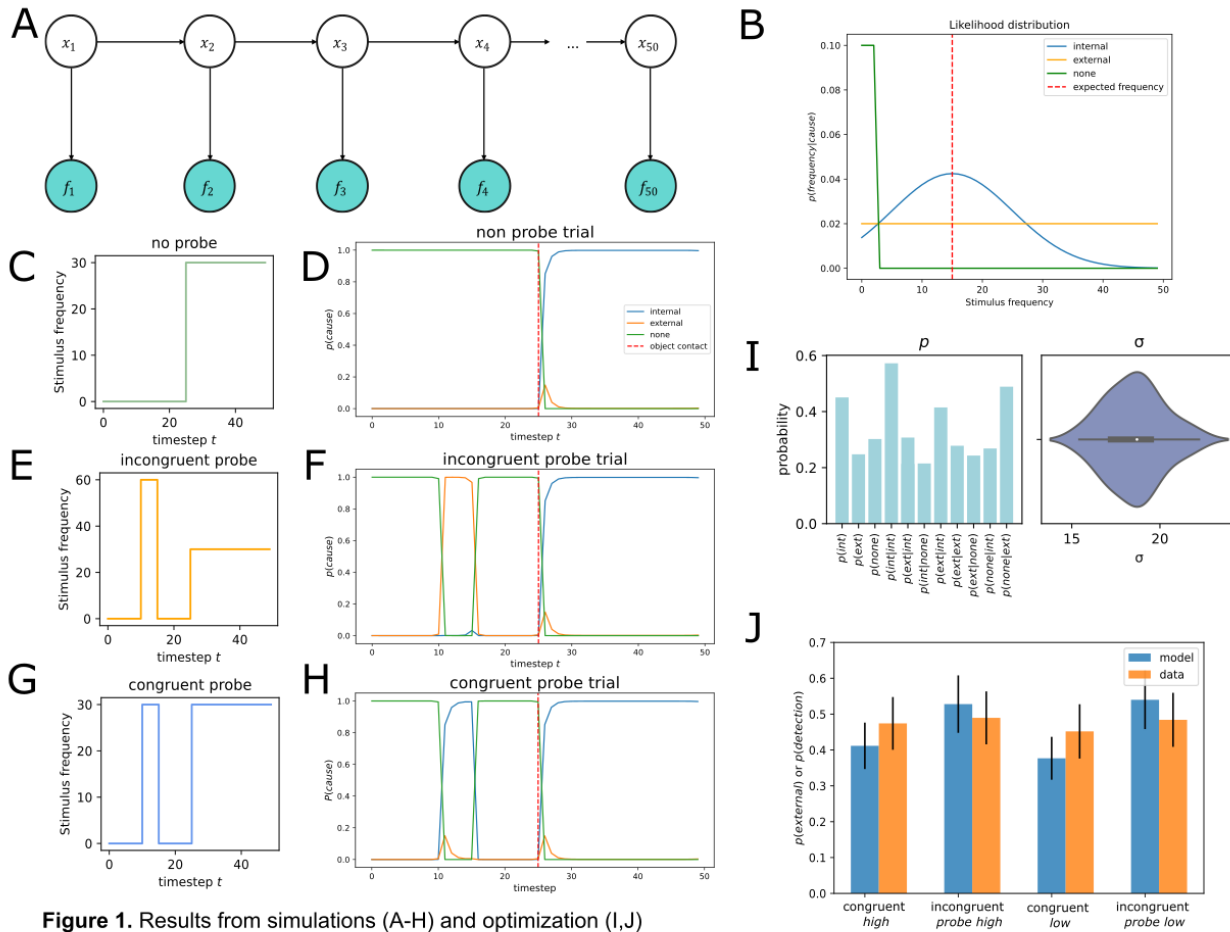 A
x1
x2
x3
x4
...
x50
f1
f2
f3
f4
f50
B
Likelihood distribution
internal
external
none
expected frequency
p(frequency|cause)
0.10
0.08
0.06
0.04
0.02
0.00
0 10 20 30 40 50
Stimulus frequency
C
no probe
Stimulus frequency
30
20
10
0
0 20 40
timestep t
D
non probe trial
p(cause)
1.0
0.8
0.6
0.4
0.2
0.0
internal
external
none
object contact
0 10 20 30 40 50
timestep t
E
incongruent probe
Stimulus frequency
60
40
20
0
0 20 40
timestep t
F
incongruent probe trial
p(cause)
1.0
0.8
0.6
0.4
0.2
0.0
0 10 20 30 40 50
timestep t
G
congruent probe
Stimulus frequency
30
20
10
0
0 20 40
timestep t
H
congruent probe trial
P(cause)
1.0
0.8
0.6
0.4
0.2
0.0
0 10 20 30 40 50
timestep
I
p
probability
0.6
0.4
0.2
0.0
p(int)
p(ext)
p(none)
p(int|int)
p(ext|int)
p(int|none)
p(ext|int)
p(ext|ext)
p(ext|none)
p(none|int)
p(none|ext)
σ
15 20
σ
J
p(external) or p(detection)
0.7
0.6
0.5
0.4
0.3
0.2
0.1
0.0
model
data
congruent
high
incongruent
probe high
congruent
low
incongruent
probe low
Figure 1. Results from simulations (A-H) and optimization (I,J)